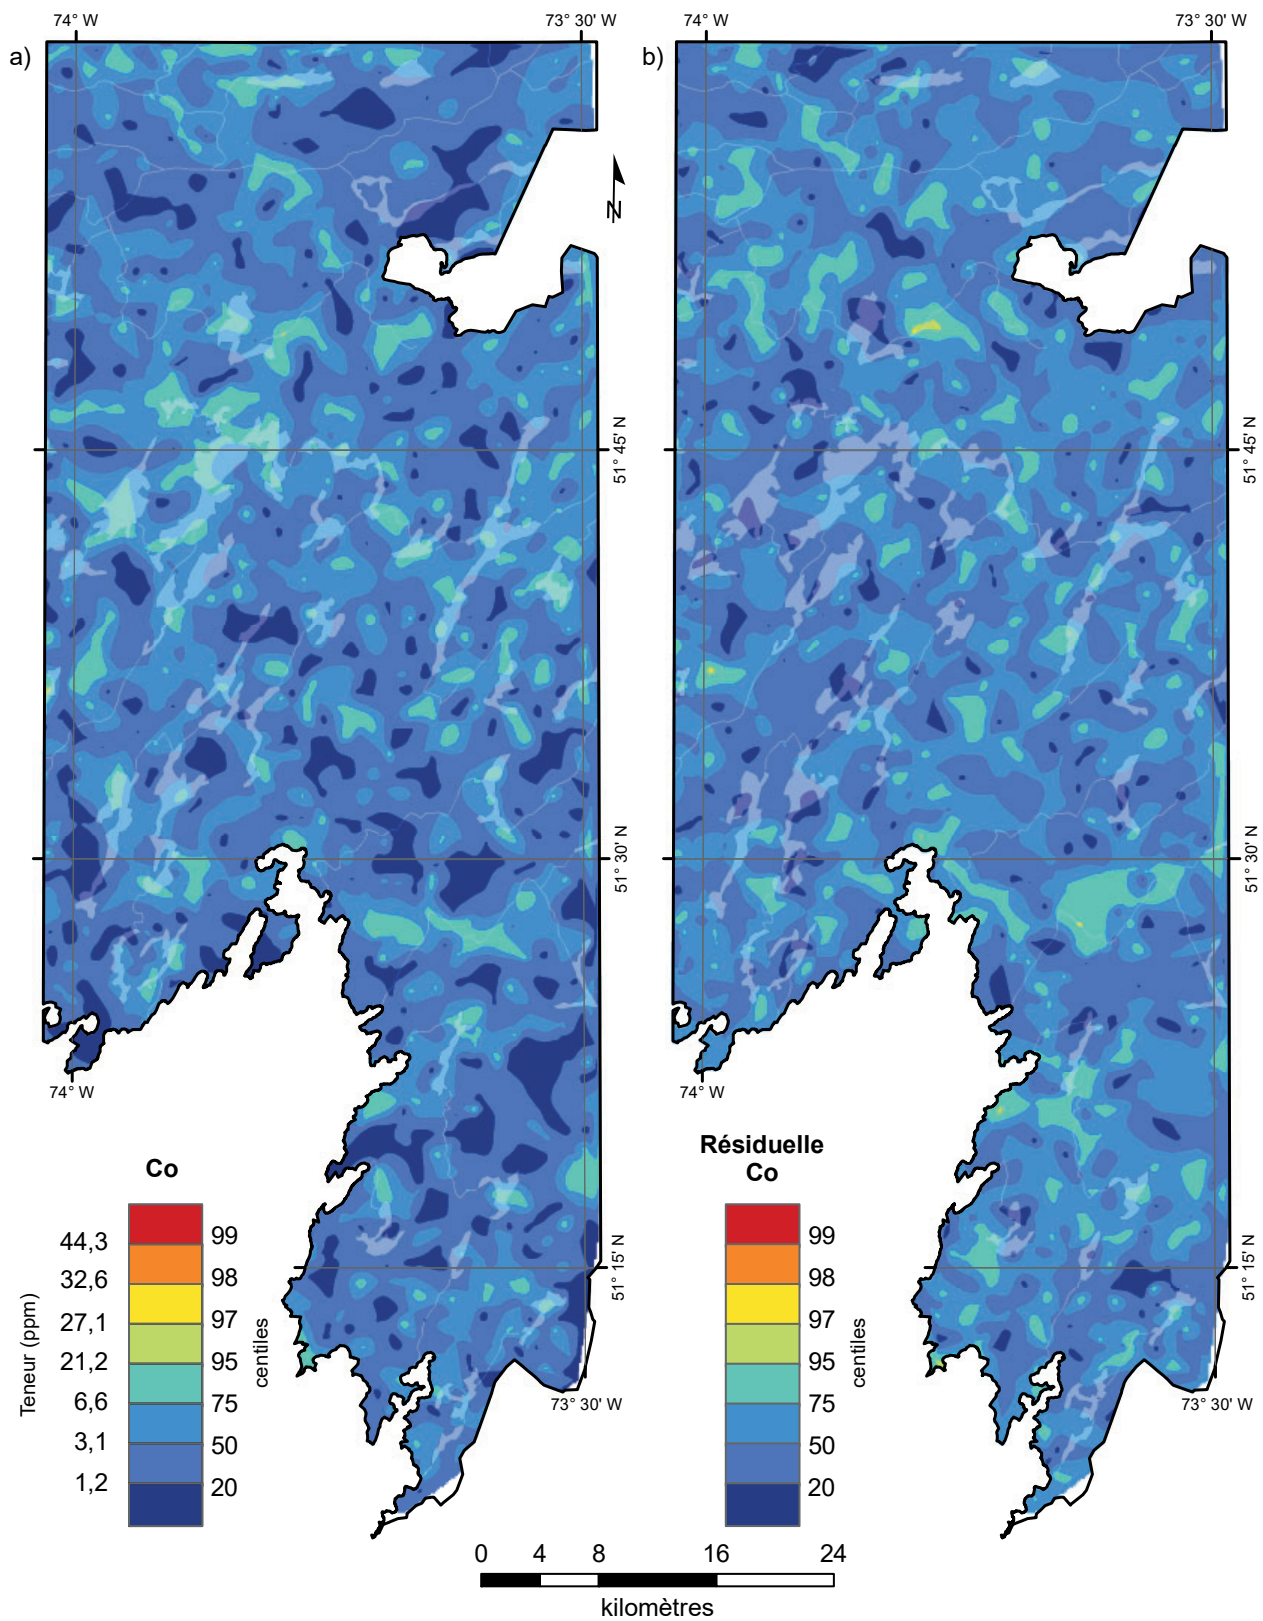 74° W
73° 30' W
74° W
73° 30' W
a)
b)
N
51° 45' N
51° 45' N
51° 30' N
51° 30' N
74° W
74° W
Co
Résiduelle
Co
Teneur (ppm)
44,3
32,6
27,1
21,2
6,6
3,1
1,2
99
98
97
95
75
50
20
centiles
99
98
97
95
75
50
20
centiles
51° 15' N
51° 15' N
73° 30' W
73° 30' W
0 4 8 16 24
kilomètres